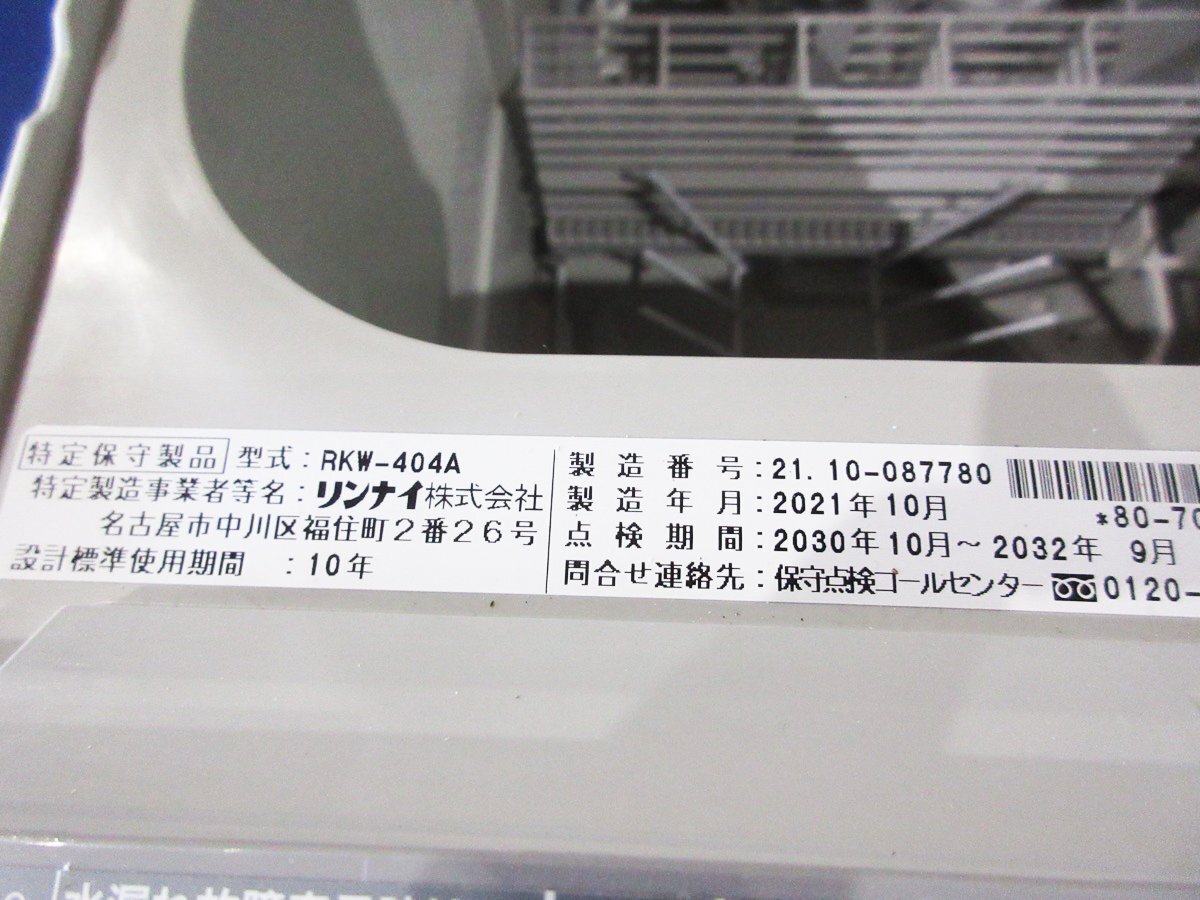 特定保守製品 型式:RKW-404A
特定製造事業者等名:リンナイ株式会社
名古屋市中川区福住町2番26号
設計標準使用期間 :10年
製造番号:21.10-087780
製造年月:2021年10月
*80-70
点検期間:2030年10月~2032年 9月
問合せ連絡先:保守点検コールセンター 0120-